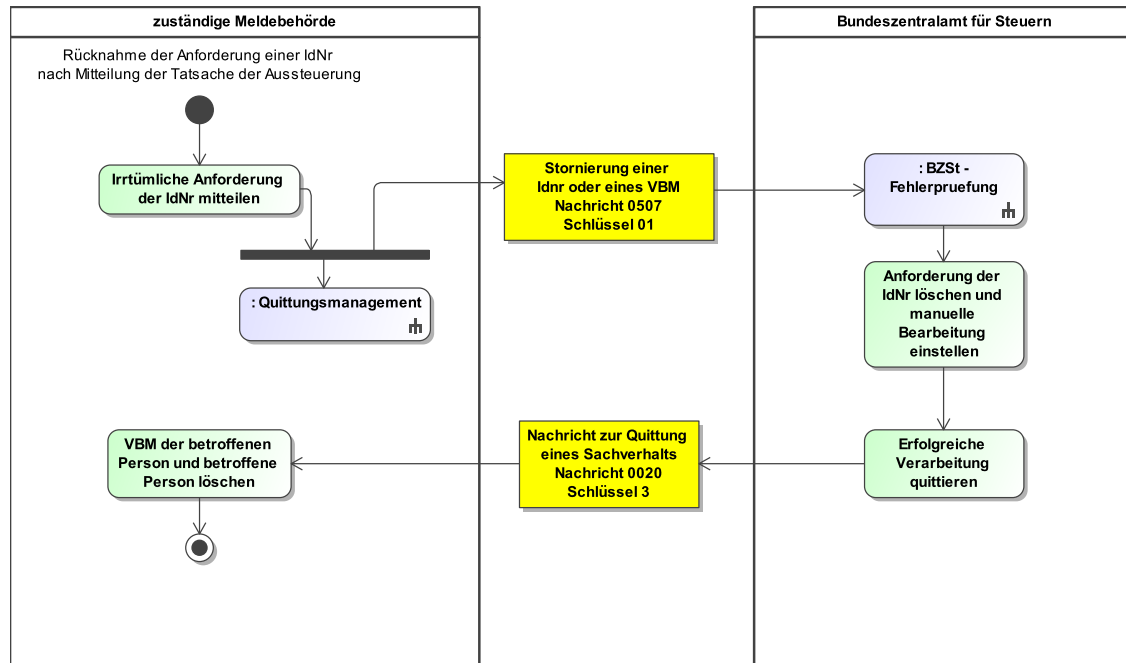 zuständige Meldebehörde
Bundeszentralamt für Steuern
Rücknahme der Anforderung einer IdNr
nach Mitteilung der Tatsache der Aussteuerung
Irrtümliche Anforderung
der IdNr mitteilen
: Quittungsmanagement
Stornierung einer
Idnr oder eines VBM
Nachricht 0507
Schlüssel 01
: BZSt -
Fehlerpruefung
Anforderung der
IdNr löschen und
manuelle
Bearbeitung
einstellen
Erfolgreiche
Verarbeitung
quittieren
Nachricht zur Quittung
eines Sachverhalts
Nachricht 0020
Schlüssel 3
VBM der betroffenen
Person und betroffene
Person löschen